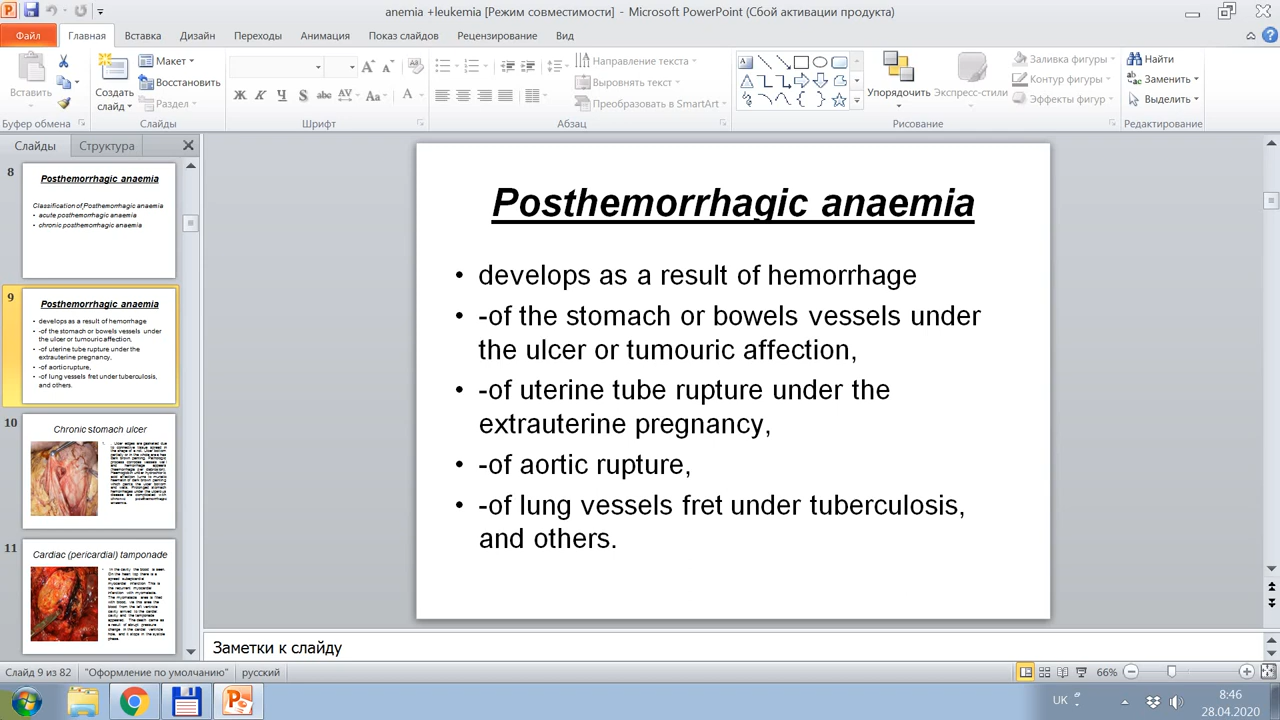 anemia +leukemia [Режим совместимости] - Microsoft PowerPoint (Сбой активации продукта)
Файл Главная Вставка Дизайн Переходы Анимация Показ слайдов Рецензирование Вид
Вставить
Буфер обмена
Создать слайд
Макет
Восстановить
Раздел
Слайды
Шрифт
Направление текста
Выровнять текст
Преобразовать в SmartArt
Абзац
Упорядочить
Экспресс-стили
Заливка фигуры
Контур фигуры
Эффекты фигур
Рисование
Найти
Заменить
Выделить
Редактирование
Слайды Структура
8
Posthemorrhagic anaemia
Classification of Posthemorrhagic anaemia
• acute posthemorrhagic anaemia
• chronic posthemorrhagic anaemia
9
Posthemorrhagic anaemia
• develops as a result of hemorrhage
• -of the stomach or bowels vessels under
the ulcer or tumouric affection,
• -of uterine tube rupture under the
extrauterine pregnancy,
• -of aortic rupture,
• -of lung vessels fret under tuberculosis,
and others.
10
Chronic stomach ulcer
11
Cardiac (pericardial) tamponade
Posthemorrhagic anaemia
• develops as a result of hemorrhage
• -of the stomach or bowels vessels under
the ulcer or tumouric affection,
• -of uterine tube rupture under the
extrauterine pregnancy,
• -of aortic rupture,
• -of lung vessels fret under tuberculosis,
and others.
Заметки к слайду
Слайд 9 из 82 "Оформление по умолчанию" русский 66%
UK 8:46
28.04.2020